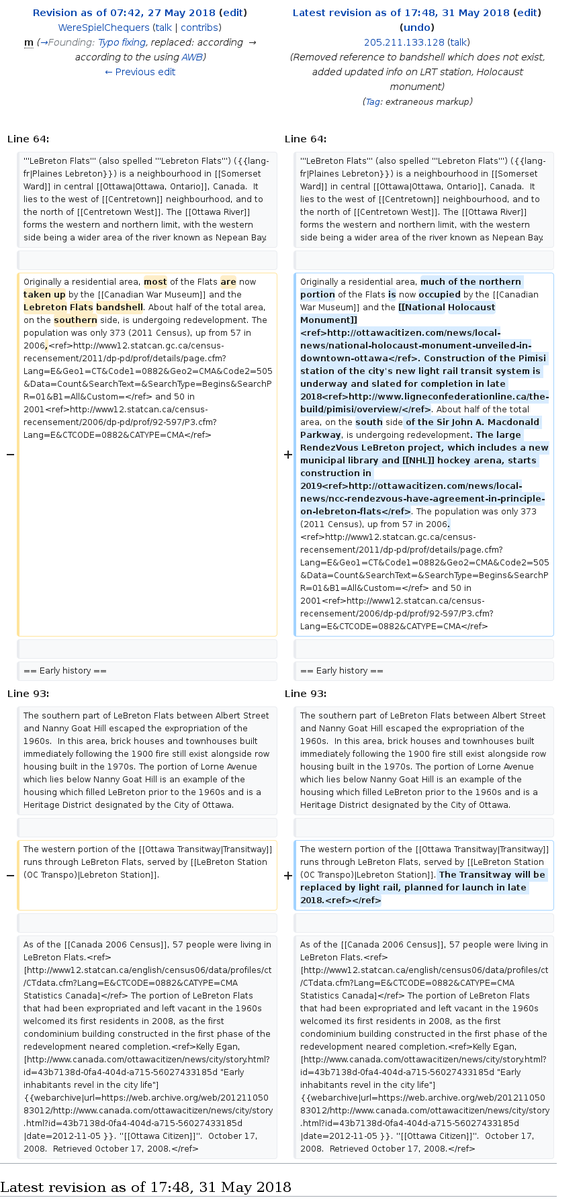 Revision as of 07:42, 27 May 2018 (edit)
WereSpielChequers (talk | contribs)
m (→Founding: Typo fixing, replaced: according →
according to the using AWB)
← Previous edit
Latest revision as of 17:48, 31 May 2018 (edit)
(undo)
205.211.133.128 (talk)
(Removed reference to bandshell which does not exist,
added updated info on LRT station, Holocaust
monument)
(Tag: extraneous markup)
Line 64:
'''LeBreton Flats''' (also spelled '''Lebreton Flats''') ({{lang-
fr|Plaines Lebreton}}) is a neighbourhood in [[Somerset
Ward]] in central [[Ottawa|Ottawa, Ontario]], Canada.  It
lies to the west of [[Centretown]] neighbourhood, and to
the north of [[Centretown West]]. The [[Ottawa River]]
forms the western and northern limit, with the western
side being a wider area of the river known as Nepean Bay.
Originally a residential area, most of the Flats are now
taken up by the [[Canadian War Museum]] and the
Lebreton Flats bandshell. About half of the total area,
on the southern side, is undergoing redevelopment. The
population was only 373 (2011 Census), up from 57 in
2006,<ref>http://www12.statcan.gc.ca/census-
recensement/2011/dp-pd/prof/details/page.cfm?
Lang=E&Geo1=CT&Code1=0882&Geo2=CMA&Code2=505
&Data=Count&SearchText=&SearchType=Begins&SearchP
R=01&B1=All&Custom=</ref> and 50 in
2001<ref>http://www12.statcan.ca/census-
recensement/2006/dp-pd/prof/92-597/P3.cfm?
Lang=E&CTCODE=0882&CATYPE=CMA</ref>
−
== Early history ==
Line 64:
'''LeBreton Flats''' (also spelled '''Lebreton Flats''') ({{lang-
fr|Plaines Lebreton}}) is a neighbourhood in [[Somerset
Ward]] in central [[Ottawa|Ottawa, Ontario]], Canada.  It
lies to the west of [[Centretown]] neighbourhood, and to
the north of [[Centretown West]]. The [[Ottawa River]]
forms the western and northern limit, with the western
side being a wider area of the river known as Nepean Bay.
Originally a residential area, much of the northern
portion of the Flats is now occupied by the [[Canadian
War Museum]] and the [[National Holocaust
Monument]]
<ref>http://ottawacitizen.com/news/local-
news/national-holocaust-monument-unveiled-in-
downtown-ottawa</ref>. Construction of the Pimisi
station of the city's new light rail transit system is
underway and slated for completion in late
2018<ref>http://www.ligneconfederationline.ca/the-
build/pimisi/overview/</ref>. About half of the total
area, on the south side of the Sir John A. Macdonald
Parkway, is undergoing redevelopment. The large
RendezVous LeBreton project, which includes a new
municipal library and [[NHL]] hockey arena, starts
construction in
2019<ref>http://ottawacitizen.com/news/local-
news/ncc-rendezvous-have-agreement-in-principle-
on-lebreton-flats</ref>. The population was only 373
(2011 Census), up from 57 in 2006.
<ref>http://www12.statcan.gc.ca/census-
recensement/2011/dp-pd/prof/details/page.cfm?
Lang=E&Geo1=CT&Code1=0882&Geo2=CMA&Code2=505
&Data=Count&SearchText=&SearchType=Begins&SearchP
R=01&B1=All&Custom=</ref> and 50 in
2001<ref>http://www12.statcan.ca/census-
recensement/2006/dp-pd/prof/92-597/P3.cfm?
Lang=E&CTCODE=0882&CATYPE=CMA</ref>
+
== Early history ==
Line 93:
The southern part of LeBreton Flats between Albert Street
and Nanny Goat Hill escaped the expropriation of the
1960s.  In this area, brick houses and townhouses built
immediately following the 1900 fire still exist alongside row
housing built in the 1970s. The portion of Lorne Avenue
which lies below Nanny Goat Hill is an example of the
housing which filled LeBreton prior to the 1960s and is a
Heritage District designated by the City of Ottawa.
The western portion of the [[Ottawa Transitway|Transitway]]
runs through LeBreton Flats, served by [[LeBreton Station
(OC Transpo)|Lebreton Station]].
−
As of the [[Canada 2006 Census]], 57 people were living in
LeBreton Flats.<ref>
[http://www12.statcan.ca/english/census06/data/profiles/ct
/CTdata.cfm?Lang=E&CTCODE=0882&CATYPE=CMA
Statistics Canada]</ref> The portion of LeBreton Flats
that had been expropriated and left vacant in the 1960s
welcomed its first residents in 2008, as the first
condominium building constructed in the first phase of the
redevelopment neared completion.<ref>Kelly Egan,
[http://www.canada.com/ottawacitizen/news/city/story.html?
id=43b7138d-0fa4-404d-a715-56027433185d "Early
inhabitants revel in the city life"]
{{webarchive|url=https://web.archive.org/web/201211050
83012/http://www.canada.com/ottawacitizen/news/city/story
.html?id=43b7138d-0fa4-404d-a715-56027433185d
|date=2012-11-05 }}. ''[[Ottawa Citizen]]''.  October 17,
2008.  Retrieved October 17, 2008.</ref>
Line 93:
The southern part of LeBreton Flats between Albert Street
and Nanny Goat Hill escaped the expropriation of the
1960s.  In this area, brick houses and townhouses built
immediately following the 1900 fire still exist alongside row
housing built in the 1970s. The portion of Lorne Avenue
which lies below Nanny Goat Hill is an example of the
housing which filled LeBreton prior to the 1960s and is a
Heritage District designated by the City of Ottawa.
The western portion of the [[Ottawa Transitway|Transitway]]
runs through LeBreton Flats, served by [[LeBreton Station
(OC Transpo)|Lebreton Station]]. The Transitway will be
replaced by light rail, planned for launch in late
2018.<ref></ref>
+
As of the [[Canada 2006 Census]], 57 people were living in
LeBreton Flats.<ref>
[http://www12.statcan.ca/english/census06/data/profiles/ct
/CTdata.cfm?Lang=E&CTCODE=0882&CATYPE=CMA
Statistics Canada]</ref> The portion of LeBreton Flats
that had been expropriated and left vacant in the 1960s
welcomed its first residents in 2008, as the first
condominium building constructed in the first phase of the
redevelopment neared completion.<ref>Kelly Egan,
[http://www.canada.com/ottawacitizen/news/city/story.html?
id=43b7138d-0fa4-404d-a715-56027433185d "Early
inhabitants revel in the city life"]
{{webarchive|url=https://web.archive.org/web/201211050
83012/http://www.canada.com/ottawacitizen/news/city/story
.html?id=43b7138d-0fa4-404d-a715-56027433185d
|date=2012-11-05 }}. ''[[Ottawa Citizen]]''.  October 17,
2008.  Retrieved October 17, 2008.</ref>
Latest revision as of 17:48, 31 May 2018